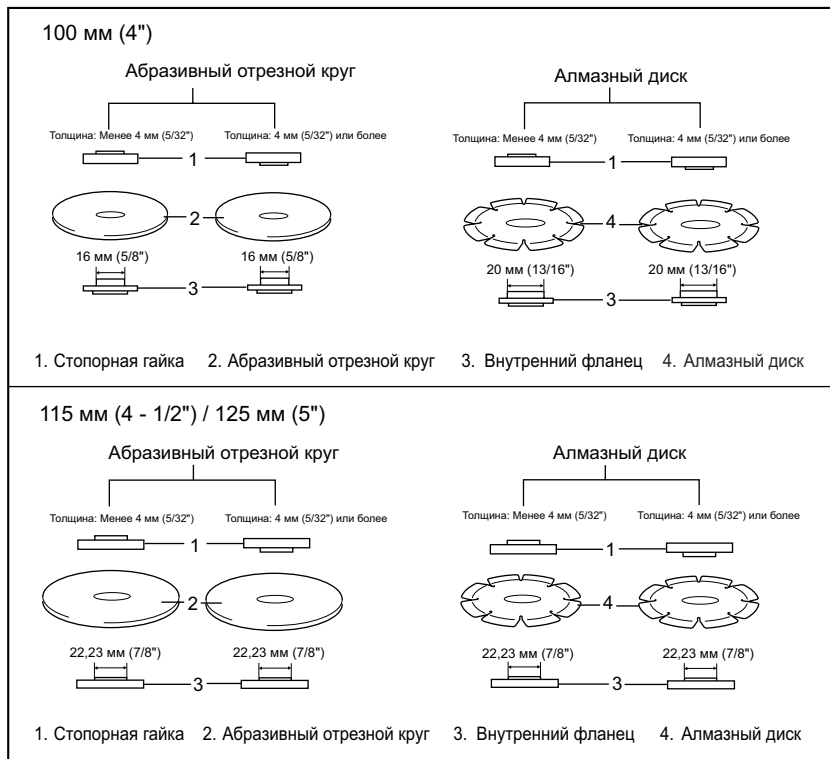 100 мм (4")
Абразивный отрезной круг
Алмазный диск
Толщина: Менее 4 мм (5/32") Толщина: 4 мм (5/32") или более
Толщина: Менее 4 мм (5/32") Толщина: 4 мм (5/32") или более
1
1
2
4
16 мм (5/8") 16 мм (5/8")
20 мм (13/16") 20 мм (13/16")
3
3
1. Стопорная гайка 2. Абразивный отрезной круг 3. Внутренний фланец 4. Алмазный диск
115 мм (4 - 1/2") / 125 мм (5")
Абразивный отрезной круг
Алмазный диск
Толщина: Менее 4 мм (5/32") Толщина: 4 мм (5/32") или более
Толщина: Менее 4 мм (5/32") Толщина: 4 мм (5/32") или более
1
1
2
4
22,23 мм (7/8") 22,23 мм (7/8")
22,23 мм (7/8") 22,23 мм (7/8")
3
3
1. Стопорная гайка 2. Абразивный отрезной круг 3. Внутренний фланец 4. Алмазный диск